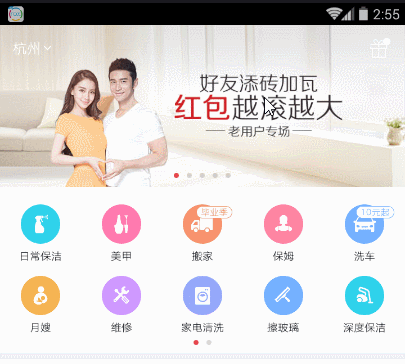 2:55
杭州
好友添砖加瓦
红包越滚越大
老用户专场
毕业季
10元起
日常保洁
美甲
搬家
保姆
洗车
月嫂
维修
家电清洗
擦玻璃
深度保洁